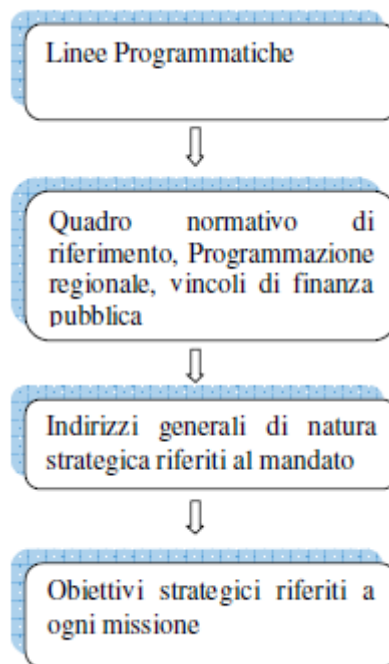 Linee Programmatiche
Quadro normativo di
riferimento, Programmazione
regionale, vincoli di finanza
pubblica
Indirizzi generali di natura
strategica riferiti al mandato
Obiettivi strategici riferiti a
ogni missione